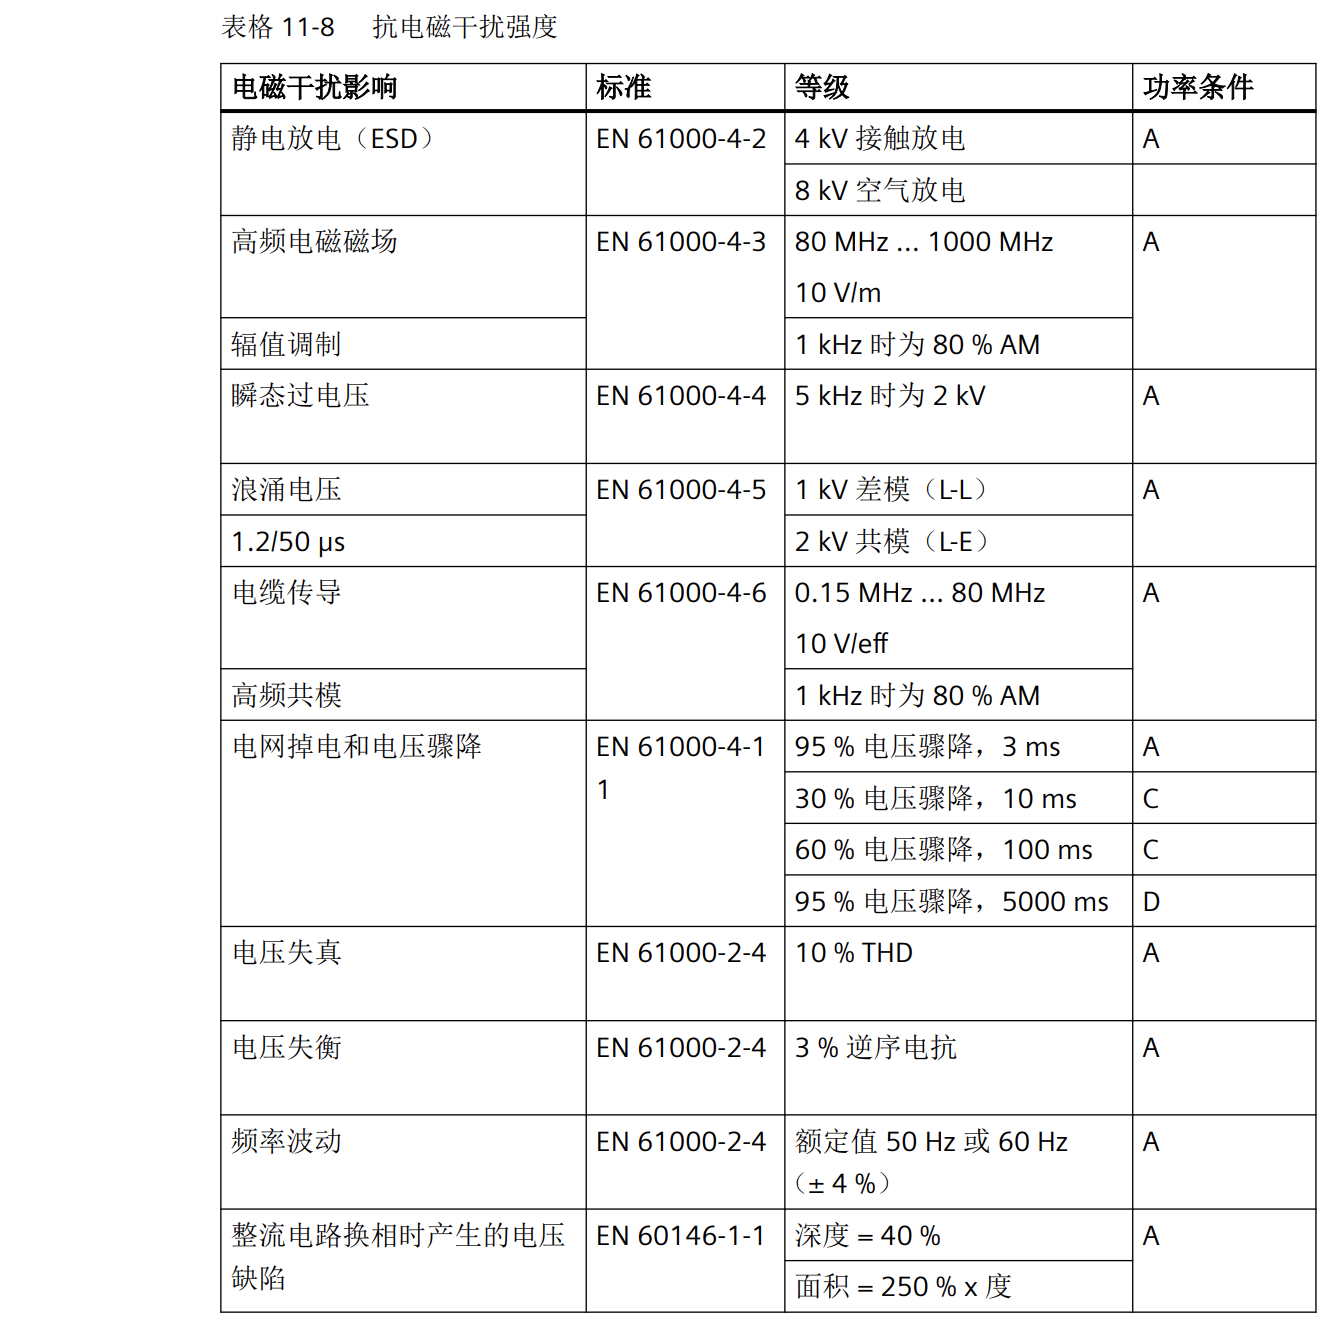 表格 11-8 抗电磁干扰强度
电磁干扰影响 标准 等级 功率条件
静电放电（ESD） EN 61000-4-2 4 kV 接触放电 A
8 kV 空气放电
高频电磁磁场 EN 61000-4-3 80 MHz ... 1000 MHz A
10 V/m
辐值调制 1 kHz 时为 80 % AM
瞬态过电压 EN 61000-4-4 5 kHz 时为 2 kV A
浪涌电压 EN 61000-4-5 1 kV 差模（L-L） A
1.2/50 µs 2 kV 共模（L-E）
电缆传导 EN 61000-4-6 0.15 MHz ... 80 MHz A
10 V/eff
高频共模 1 kHz 时为 80 % AM
电网掉电和电压骤降 EN 61000-4-1 95 % 电压骤降，3 ms A
1 30 % 电压骤降，10 ms C
60 % 电压骤降，100 ms C
95 % 电压骤降，5000 ms D
电压失真 EN 61000-2-4 10 % THD A
电压失衡 EN 61000-2-4 3 % 逆序电抗 A
频率波动 EN 61000-2-4 额定值 50 Hz 或 60 Hz A
（± 4 %）
整流电路换相时产生的电压 EN 60146-1-1 深度 = 40 % A
缺陷 面积 = 250 % x 度